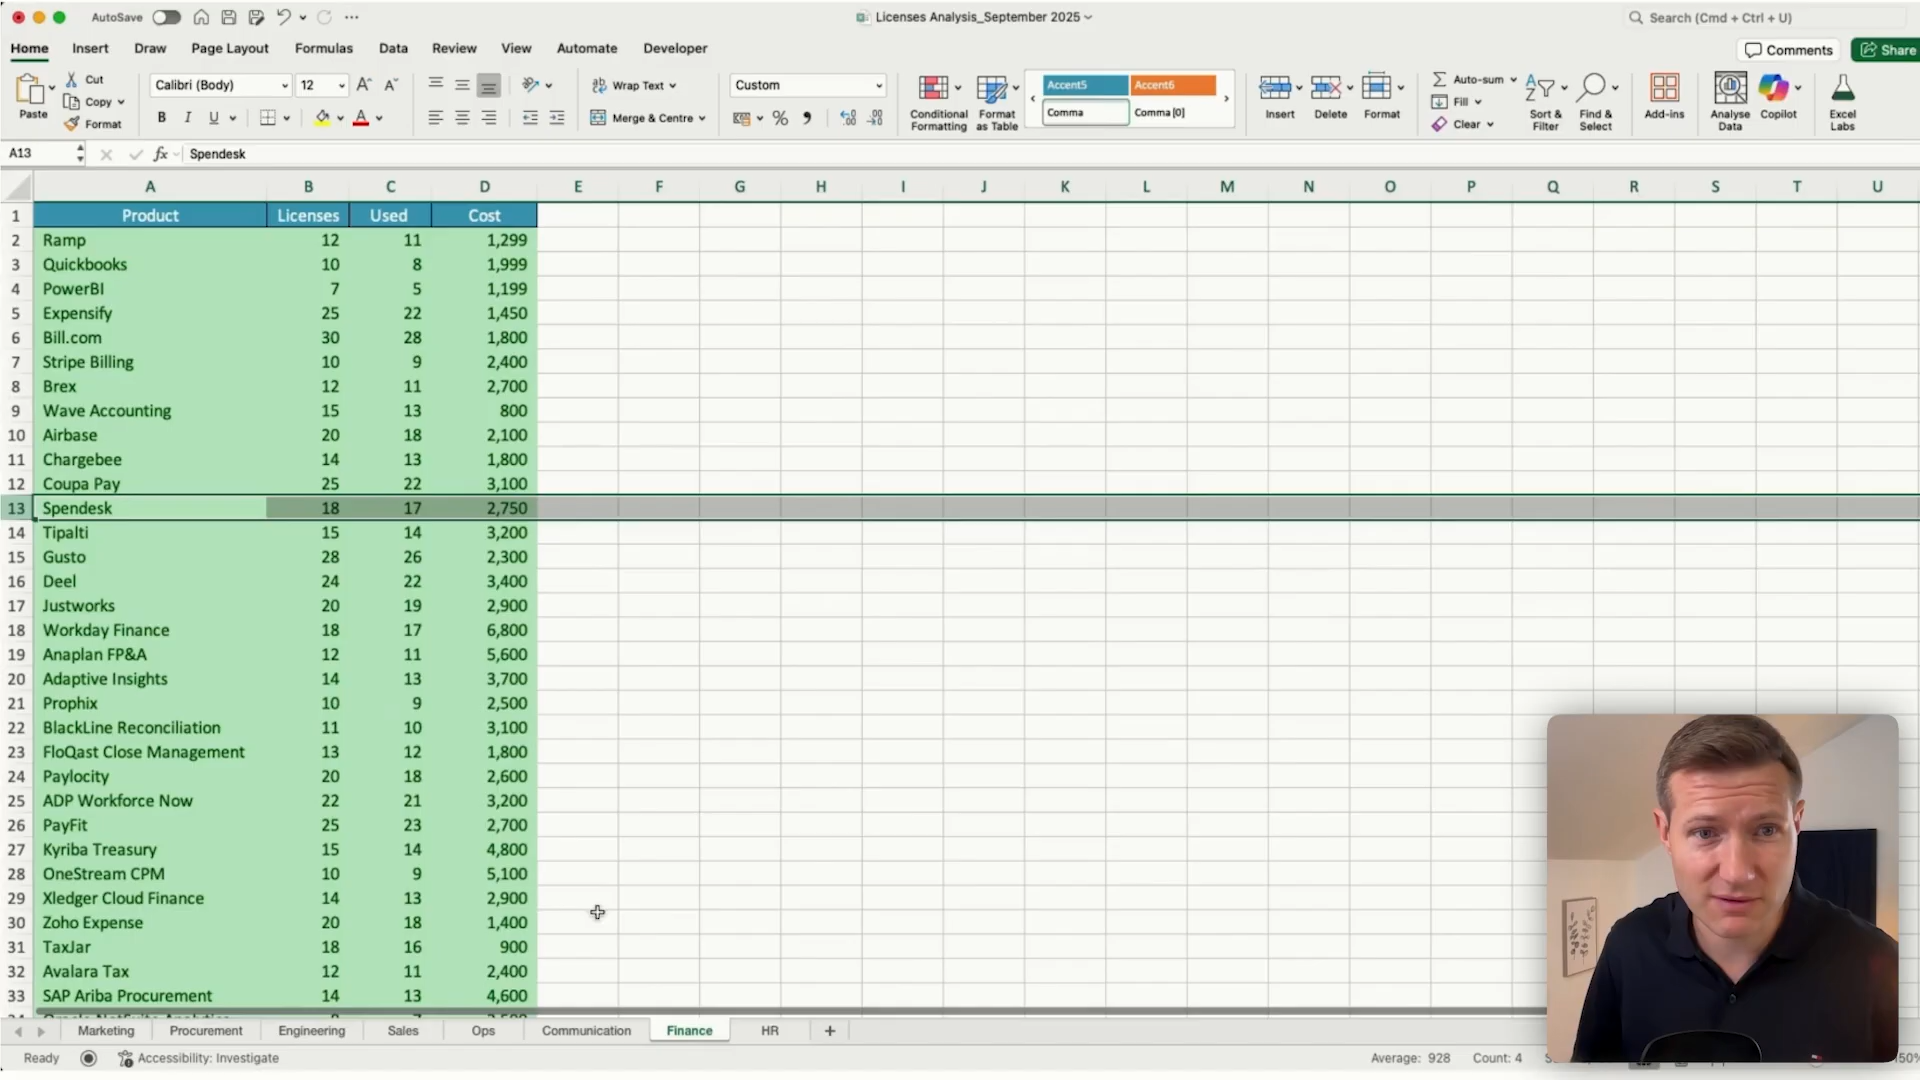 AutoSave
Licenses Analysis_September 2025
Search (Cmd + Ctrl + U)
Home Insert Draw Page Layout Formulas Data Review View Automate Developer
Comments Share
Paste
Cut
Copy
Format
Calibri (Body) 12
B I U
Wrap Text
Merge & Centre
Custom
Conditional Formatting
Format as Table
Accent5 Accent6
Comma Comma [0]
Insert Delete Format
Auto-sum
Fill
Clear
Sort & Filter
Find & Select
Add-ins
Analyse Data
Copilot
Excel Labs
A13 fx Spendesk
A B C D E F G H I J K L M N O P Q R S T U
1 Product Licenses Used Cost
2 Ramp 12 11 1,299
3 Quickbooks 10 8 1,999
4 PowerBI 7 5 1,199
5 Expensify 25 22 1,450
6 Bill.com 30 28 1,800
7 Stripe Billing 10 9 2,400
8 Brex 12 11 2,700
9 Wave Accounting 15 13 800
10 Airbase 20 18 2,100
11 Chargebee 14 13 1,800
12 Coupa Pay 25 22 3,100
13 Spendesk 18 17 2,750
14 Tipalti 15 14 3,200
15 Gusto 28 26 2,300
16 Deel 24 22 3,400
17 Justworks 20 19 2,900
18 Workday Finance 18 17 6,800
19 Anaplan FP&A 12 11 5,600
20 Adaptive Insights 14 13 3,700
21 Prophix 10 9 2,500
22 BlackLine Reconciliation 11 10 3,100
23 FloQast Close Management 13 12 1,800
24 Paylocity 20 18 2,600
25 ADP Workforce Now 22 21 3,200
26 PayFit 25 23 2,700
27 Kyriba Treasury 15 14 4,800
28 OneStream CPM 10 9 5,100
29 Xledger Cloud Finance 14 13 2,900
30 Zoho Expense 20 18 1,400
31 TaxJar 18 16 900
32 Avalara Tax 12 11 2,400
33 SAP Ariba Procurement 14 13 4,600
Marketing Procurement Engineering Sales Ops Communication Finance HR +
Ready Accessibility: Investigate Average: 928 Count: 4